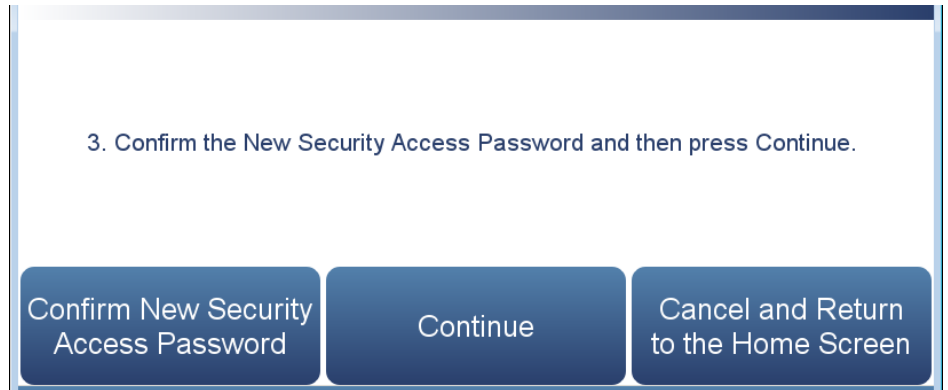 3. Confirm the New Security Access Password and then press Continue.
Confirm New Security
Access Password
Continue
Cancel and Return
to the Home Screen